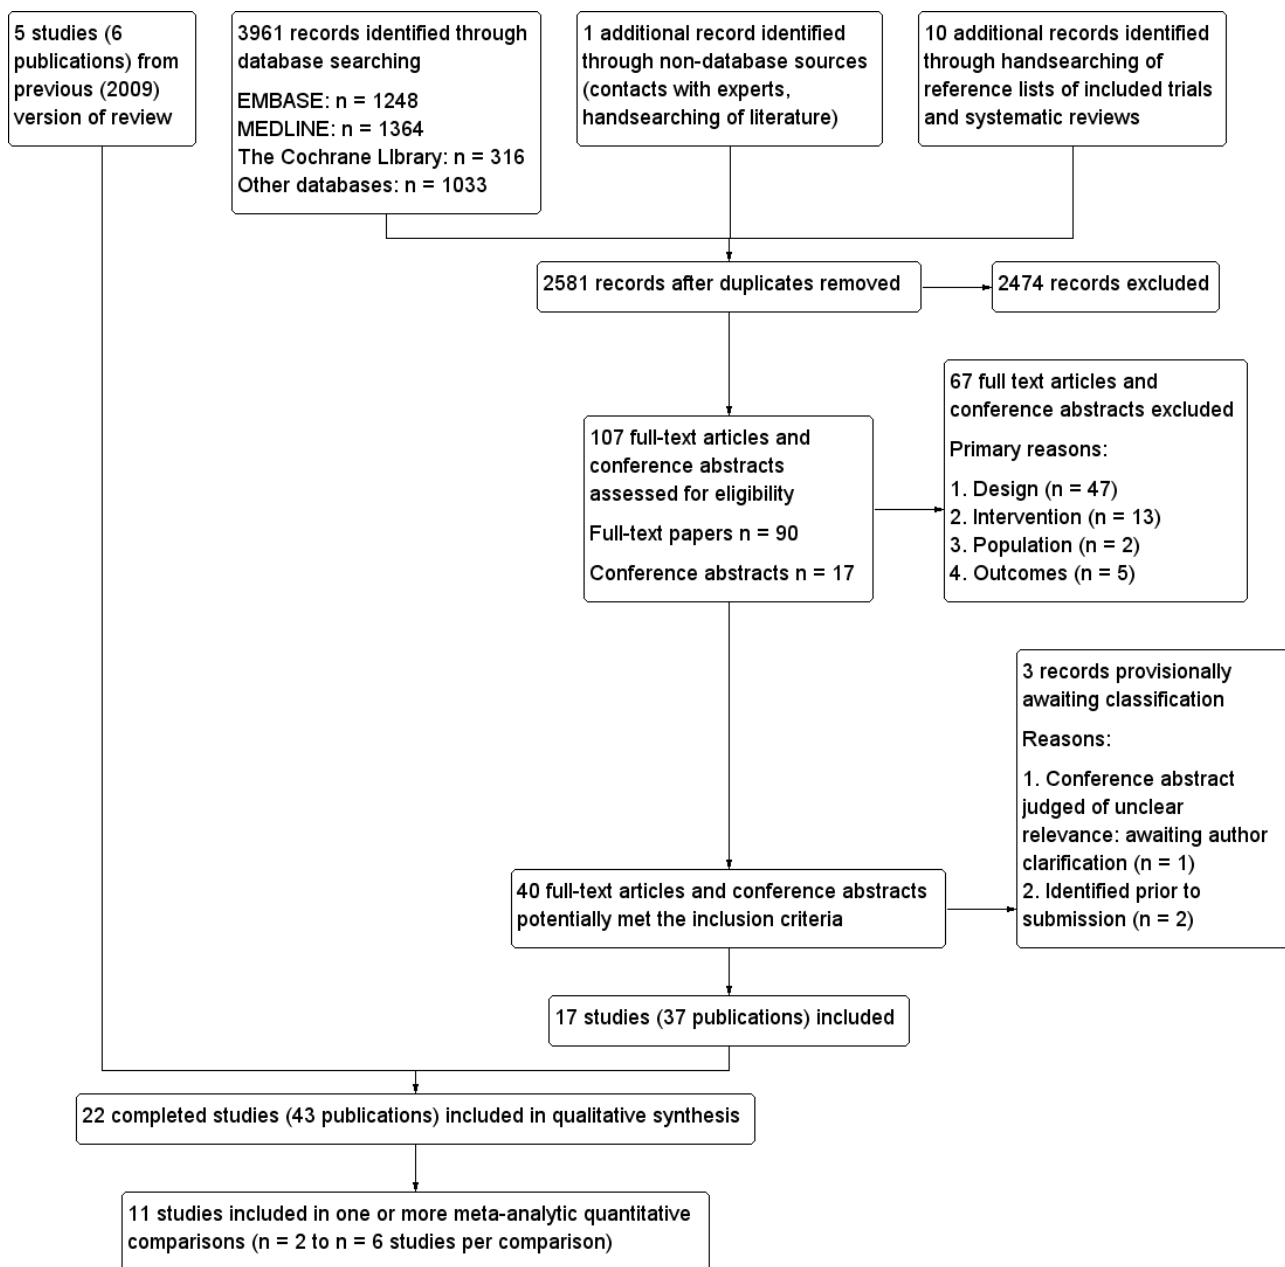 5 studies (6
publications) from
previous (2009)
version of review
3961 records identified through
database searching
EMBASE: n = 1248
MEDLINE: n = 1364
The Cochrane LIbrary: n = 316
Other databases: n = 1033
1 additional record identified
through non-database sources
(contacts with experts,
handsearching of literature)
10 additional records identified
through handsearching of
reference lists of included trials
and systematic reviews
2581 records after duplicates removed
2474 records excluded
107 full-text articles and
conference abstracts
assessed for eligibility
Full-text papers n = 90
Conference abstracts n = 17
67 full text articles and
conference abstracts excluded
Primary reasons:
1. Design (n = 47)
2. Intervention (n = 13)
3. Population (n = 2)
4. Outcomes (n = 5)
3 records provisionally
awaiting classification
Reasons:
1. Conference abstract
judged of unclear
relevance: awaiting author
clarification (n = 1)
2. Identified prior to
submission (n = 2)
40 full-text articles and conference abstracts
potentially met the inclusion criteria
17 studies (37 publications) included
22 completed studies (43 publications) included in qualitative synthesis
11 studies included in one or more meta-analytic quantitative
comparisons (n = 2 to n = 6 studies per comparison)